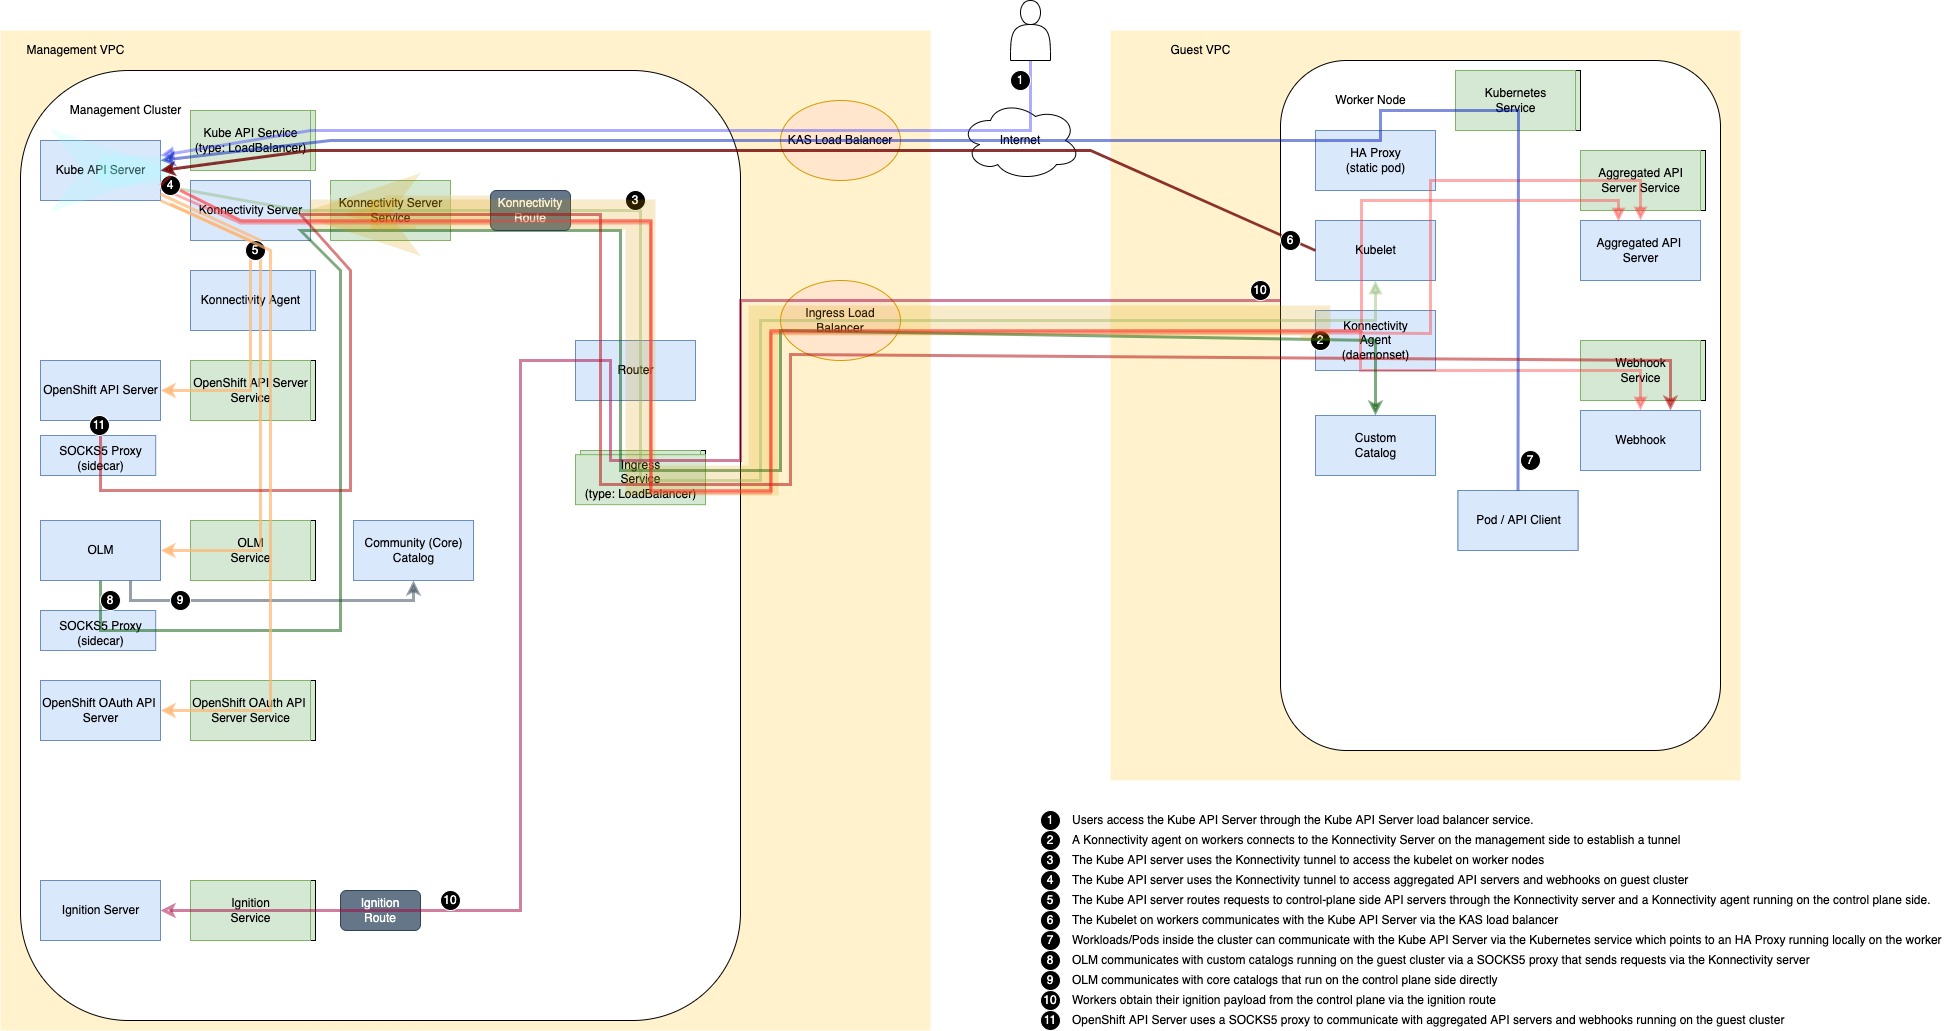 Management VPC
Guest VPC
1
Management Cluster
Kube API Service
(type: LoadBalancer)
Kube API Server
4
KAS Load Balancer
Internet
Worker Node
Kubernetes
Service
HA Proxy
(static pod)
Aggregated API
Server Service
Konnectivity Server
Konnectivity Server
Service
Konnectivity
Route
3
5
6
Kubelet
Aggregated API
Server
Konnectivity Agent
10
Ingress Load
Balancer
2
Konnectivity
Agent
(daemonset)
Router
Webhook
Service
OpenShift API Server
OpenShift API Server
Service
11
SOCKS5 Proxy
(sidecar)
Ingress
Service
(type: LoadBalancer)
Custom
Catalog
Webhook
7
Pod / API Client
OLM
OLM
Service
Community (Core)
Catalog
8
9
SOCKS5 Proxy
(sidecar)
OpenShift OAuth API
Server
OpenShift OAuth API
Server Service
Ignition Server
Ignition
Service
Ignition
Route
10
1 Users access the Kube API Server through the Kube API Server load balancer service.
2 A Konnectivity agent on workers connects to the Konnectivity Server on the management side to establish a tunnel
3 The Kube API server uses the Konnectivity tunnel to access the kubelet on worker nodes
4 The Kube API server uses the Konnectivity tunnel to access aggregated API servers and webhooks on guest cluster
5 The Kube API server routes requests to control-plane side API servers through the Konnectivity server and a Konnectivity agent running on the control plane side.
6 The Kubelet on workers communicates with the Kube API Server via the KAS load balancer
7 Workloads/Pods inside the cluster can communicate with the Kube API Server via the Kubernetes service which points to an HA Proxy running locally on the worker
8 OLM communicates with custom catalogs running on the guest cluster via a SOCKS5 proxy that sends requests via the Konnectivity server
9 OLM communicates with core catalogs that run on the control plane side directly
10 Workers obtain their ignition payload from the control plane via the ignition route
11 OpenShift API Server uses a SOCKS5 proxy to communicate with aggregated API servers and webhooks running on the guest cluster